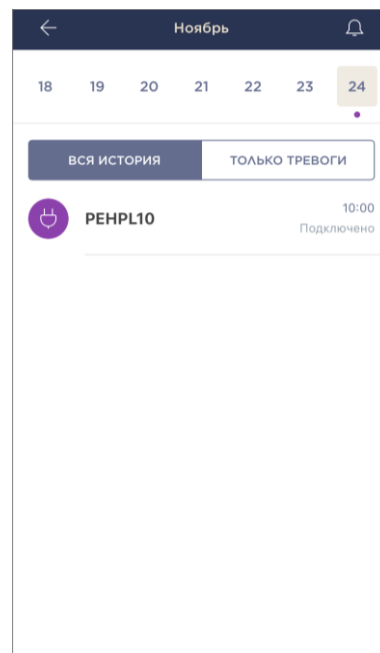 Ноябрь
18 19 20 21 22 23 24
ВСЯ ИСТОРИЯ ТОЛЬКО ТРЕВОГИ
PEHPL10 10:00
Подключено